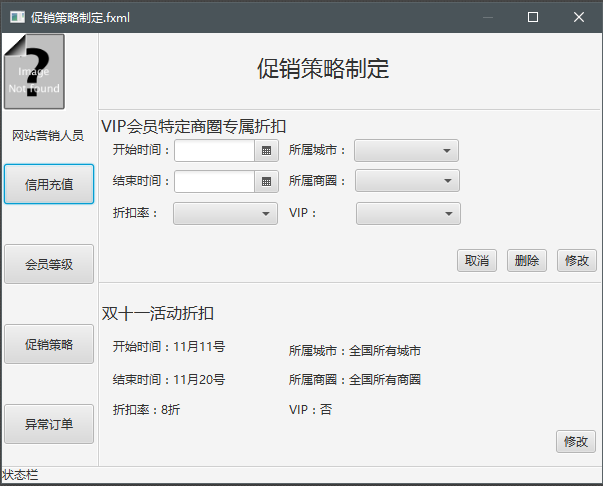 促销策略制定.fxml
?
Image
Not found
网站营销人员
信用充值
会员等级
促销策略
异常订单
促销策略制定
VIP会员特定商圈专属折扣
开始时间： 所属城市：
结束时间： 所属商圈：
折扣率： VIP：
取消 删除 修改
双十一活动折扣
开始时间：11月11号 所属城市：全国所有城市
结束时间：11月20号 所属商圈：全国所有商圈
折扣率：8折 VIP：否
修改
状态栏